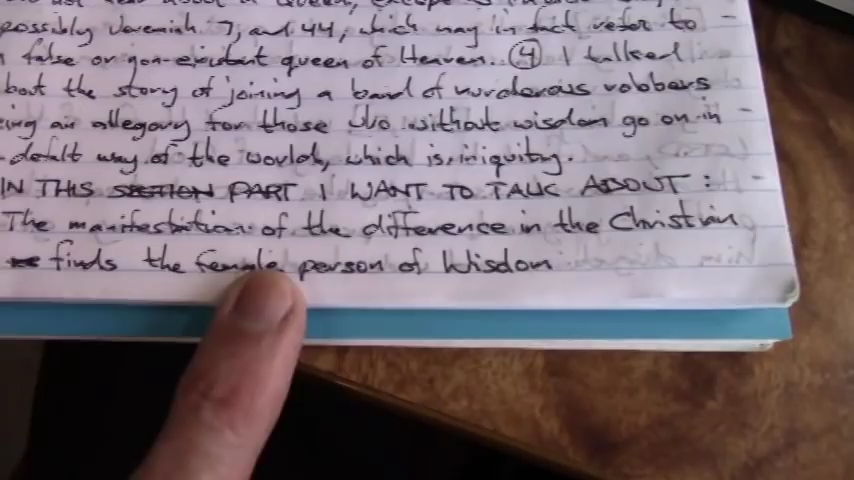 possibly Jeremiah 7, and 44, which may in fact refer to -
false or non-existent queen of Heaven. ④ I talked
bout the story of joining a band of murderous robbers
ing an allegory for those who without wisdom go on in -
defalt way of the world, which is iniquity.
IN THIS SECTION PART I WANT TO TALK ABOUT: -
The manifestation of the difference in the Christian
finds the female person of Wisdom